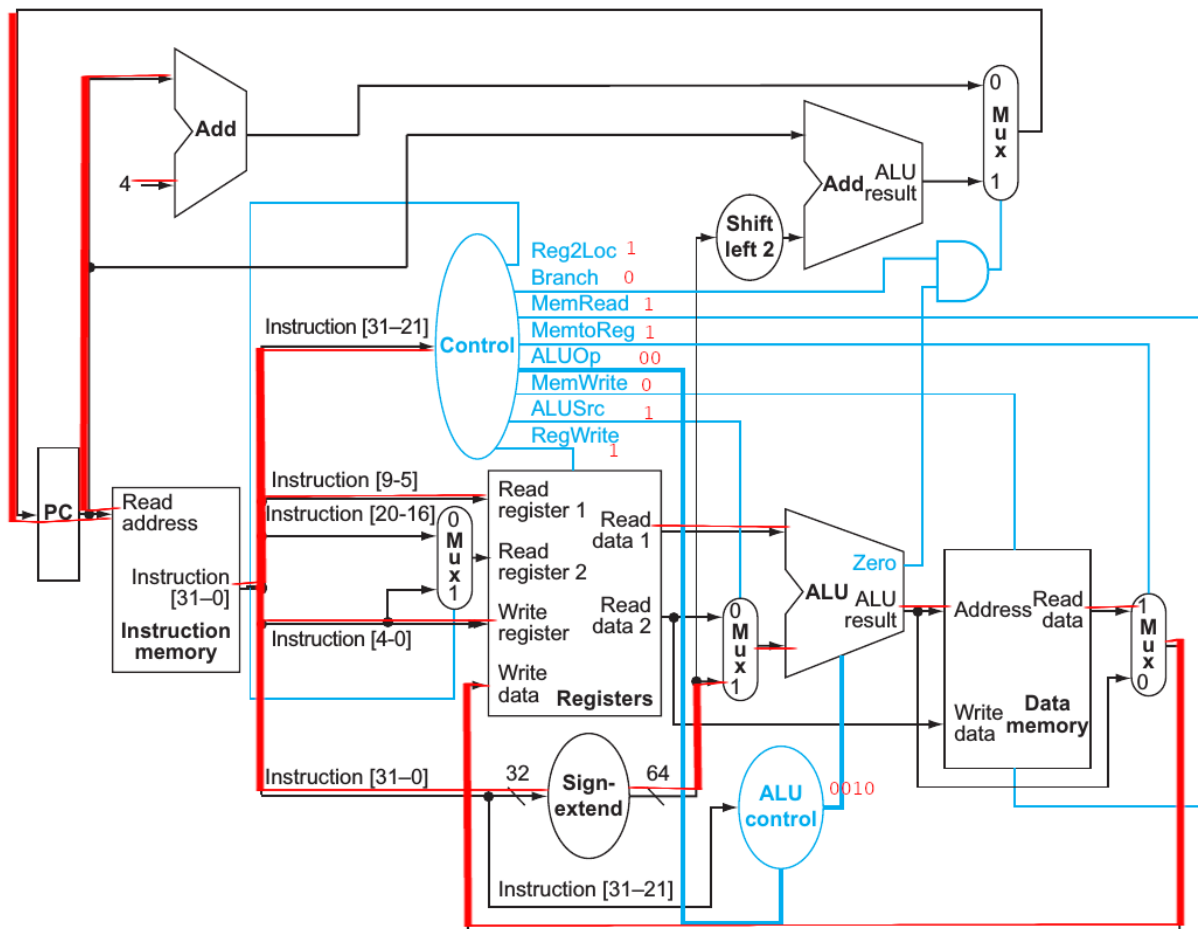 Add
4
0
Mux
1
Add
ALU
result
Shift
left 2
Reg2Loc 1
Branch 0
MemRead 1
MemtoReg 1
ALUOp 00
MemWrite 0
ALUSrc 1
RegWrite
1
Instruction [31–21]
Control
PC
Read
address
Instruction
[31–0]
Instruction
memory
Instruction [9-5]
Instruction [20-16]
Instruction [4-0]
0
Mux
1
Read
register 1
Read
register 2
Write
register
Write
data
Read
data 1
Read
data 2
Registers
0
Mux
1
Zero
ALU
ALU
result
Address
Read
data
Write
data
Data
memory
1
Mux
0
Instruction [31–0]
32
Sign-
extend
64
ALU
control
0010
Instruction [31–21]